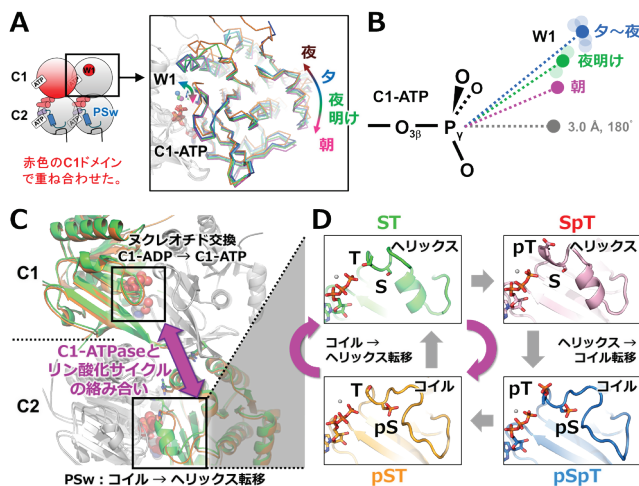 A
W1
C1
ATP
ATP
C2
ATP
ATP
PSw
赤色のC1ドメイン
で重ね合わせた。
夜
W1
夕
夜
明け
朝
C1-ATP
B
W1
夕〜夜
夜明け
朝
C1-ATP
O
O
O3β
Pγ
3.0 Å, 180°
O
C
ヌクレオチド交換
C1-ADP → C1-ATP
C1
C1-ATPaseと
リン酸化サイクル
の絡み合い
C2
PSw：コイル → ヘリックス転移
D
ST
SpT
ヘリックス
T
S
pT
ヘリックス
S
コイル →
ヘリックス転移
ヘリックス →
コイル転移
T
コイル
pS
pT
コイル
pS
pST
pSpT